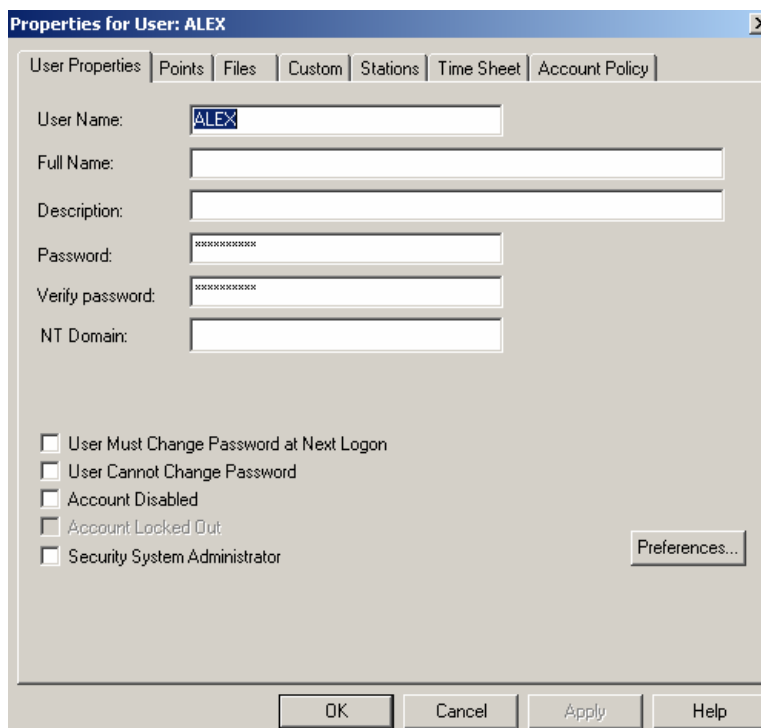 Properties for User: ALEX
User Properties Points Files Custom Stations Time Sheet Account Policy
User Name: ALEX
Full Name:
Description:
Password: **********
Verify password: **********
NT Domain:
User Must Change Password at Next Logon
User Cannot Change Password
Account Disabled
Account Locked Out
Security System Administrator
Preferences...
OK Cancel Apply Help